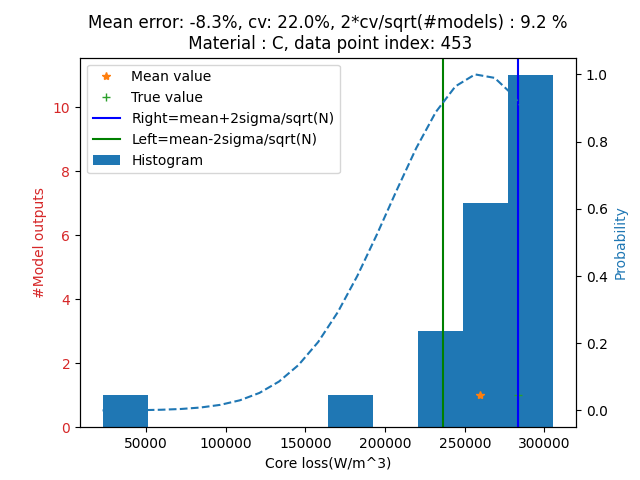 Mean error: -8.3%, cv: 22.0%, 2*cv/sqrt(#models) : 9.2 %
Material : C, data point index: 453
Mean value
True value
Right=mean+2sigma/sqrt(N)
Left=mean-2sigma/sqrt(N)
Histogram
#Model outputs
10
8
6
4
2
0
1.0
0.8
0.6
0.4
0.2
0.0
Probability
50000 100000 150000 200000 250000 300000
Core loss(W/m^3)